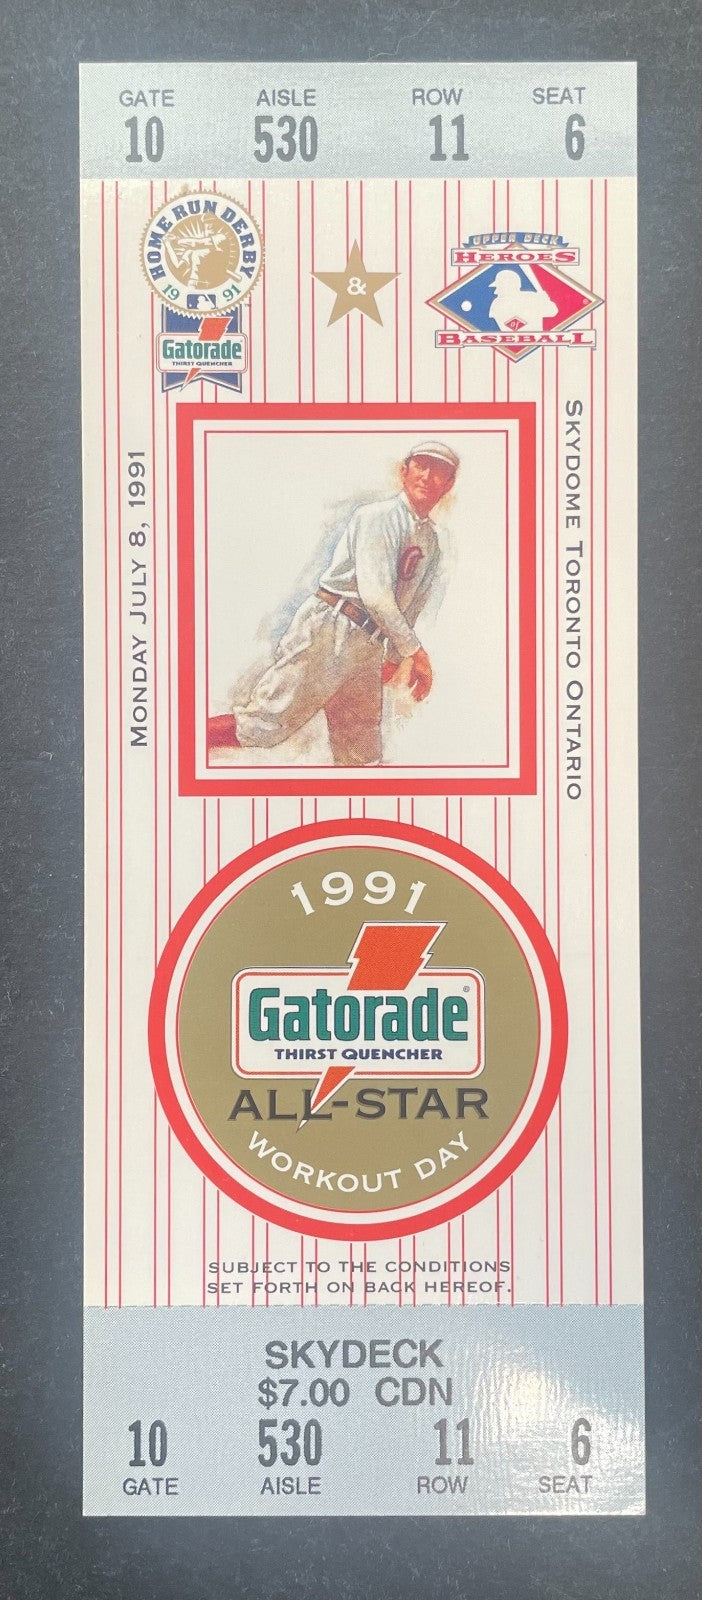 GATE AISLE ROW SEAT
10 530 11 6
HOME RUN DERBY
1991
Gatorade
THIRST QUENCHER
&
UPPER DECK
HEROES
of
BASEBALL
MONDAY JULY 8, 1991
SKYDOME TORONTO ONTARIO
C
1991
Gatorade®
THIRST QUENCHER
ALL-STAR
WORKOUT DAY
SUBJECT TO THE CONDITIONS
SET FORTH ON BACK HEREOF.
SKYDECK
$7.00 CDN
10 530 11 6
GATE AISLE ROW SEAT